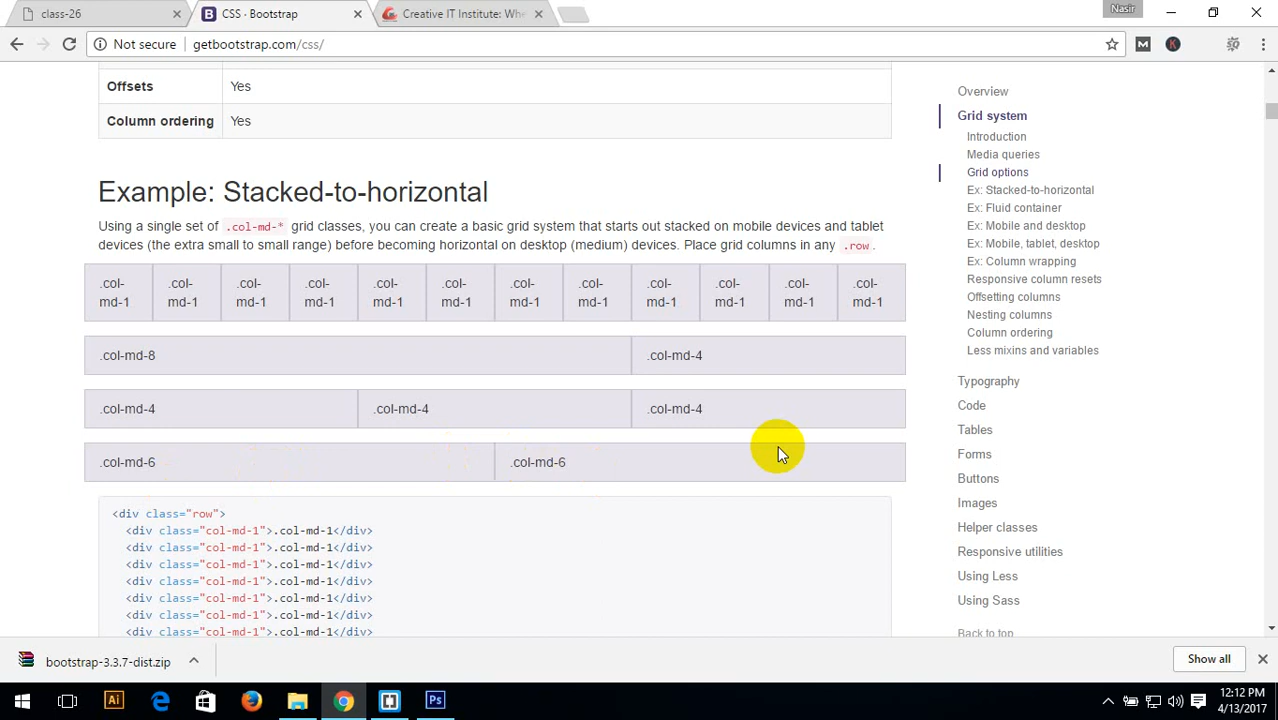 class-26
CSS · Bootstrap
Creative IT Institute: Whe
Nasir
Not secure
getbootstrap.com/css/
Offsets
Yes
Column ordering
Yes
Example: Stacked-to-horizontal
Using a single set of .col-md-* grid classes, you can create a basic grid system that starts out stacked on mobile devices and tablet
devices (the extra small to small range) before becoming horizontal on desktop (medium) devices. Place grid columns in any .row.
.col-md-1 .col-md-1 .col-md-1 .col-md-1 .col-md-1 .col-md-1 .col-md-1 .col-md-1 .col-md-1 .col-md-1 .col-md-1 .col-md-1
.col-md-8 .col-md-4
.col-md-4 .col-md-4 .col-md-4
.col-md-6 .col-md-6
<div class="row">
<div class="col-md-1">.col-md-1</div>
<div class="col-md-1">.col-md-1</div>
<div class="col-md-1">.col-md-1</div>
<div class="col-md-1">.col-md-1</div>
<div class="col-md-1">.col-md-1</div>
<div class="col-md-1">.col-md-1</div>
<div class="col-md-1">.col-md-1</div>
Overview
Grid system
Introduction
Media queries
Grid options
Ex: Stacked-to-horizontal
Ex: Fluid container
Ex: Mobile and desktop
Ex: Mobile, tablet, desktop
Ex: Column wrapping
Responsive column resets
Offsetting columns
Nesting columns
Column ordering
Less mixins and variables
Typography
Code
Tables
Forms
Buttons
Images
Helper classes
Responsive utilities
Using Less
Using Sass
Back to top
bootstrap-3.3.7-dist.zip
Show all
Ai
Ps
12:12 PM
4/13/2017